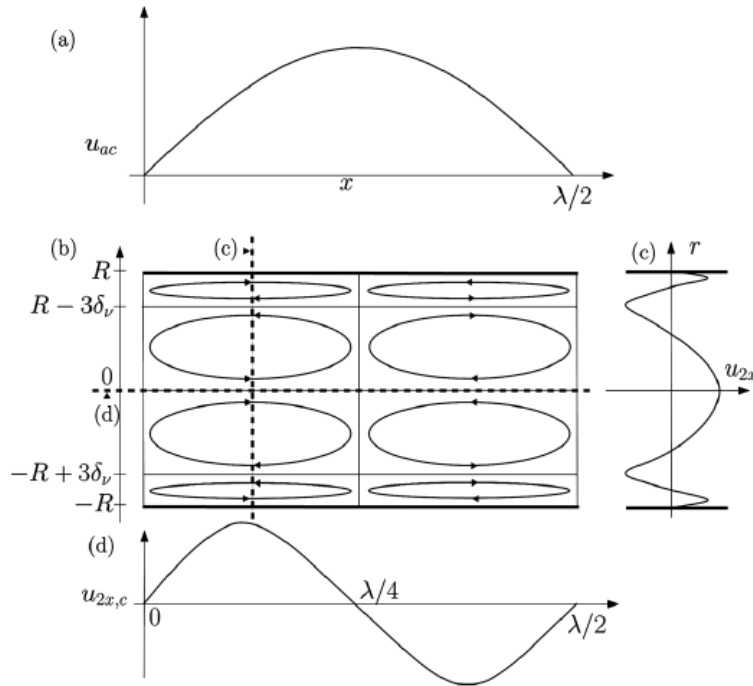 (a)
u_ac
x
λ/2
(b)
(c)
r
(c)
R
R − 3δ_ν
0
u_2x
(d)
−R + 3δ_ν
−R
(d)
u_2x,c
λ/4
0
λ/2